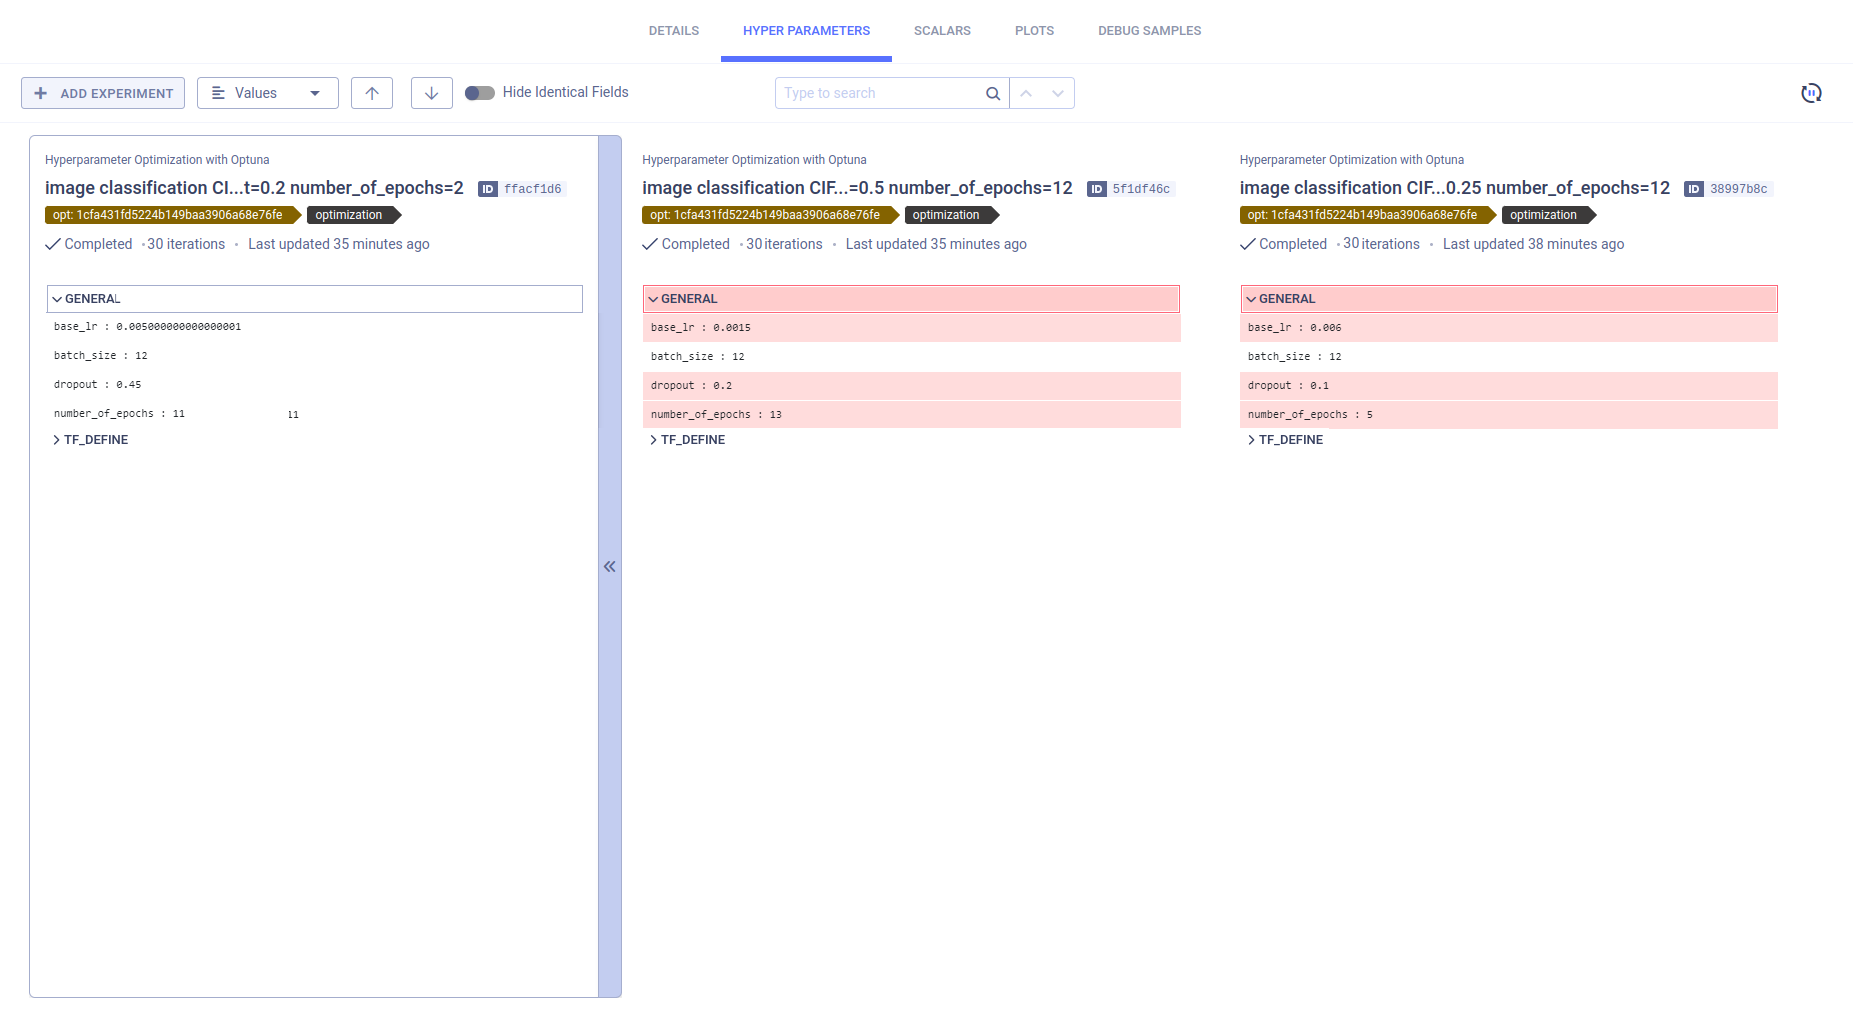 DETAILS HYPER PARAMETERS SCALARS PLOTS DEBUG SAMPLES
ADD EXPERIMENT Values Hide Identical Fields Type to search
Hyperparameter Optimization with Optuna
image classification CI...t=0.2 number_of_epochs=2 ID ffacf1d6
opt: 1cfa431fd5224b149baa3906a68e76fe optimization
Completed · 30 iterations · Last updated 35 minutes ago
GENERAL
base_lr : 0.005000000000000001
batch_size : 12
dropout : 0.45
number_of_epochs : 11 11
TF_DEFINE
Hyperparameter Optimization with Optuna
image classification CIF...=0.5 number_of_epochs=12 ID 5f1df46c
opt: 1cfa431fd5224b149baa3906a68e76fe optimization
Completed · 30 iterations · Last updated 35 minutes ago
GENERAL
base_lr : 0.0015
batch_size : 12
dropout : 0.2
number_of_epochs : 13
TF_DEFINE
Hyperparameter Optimization with Optuna
image classification CIF...0.25 number_of_epochs=12 ID 38997b8c
opt: 1cfa431fd5224b149baa3906a68e76fe optimization
Completed · 30 iterations · Last updated 38 minutes ago
GENERAL
base_lr : 0.006
batch_size : 12
dropout : 0.1
number_of_epochs : 5
TF_DEFINE